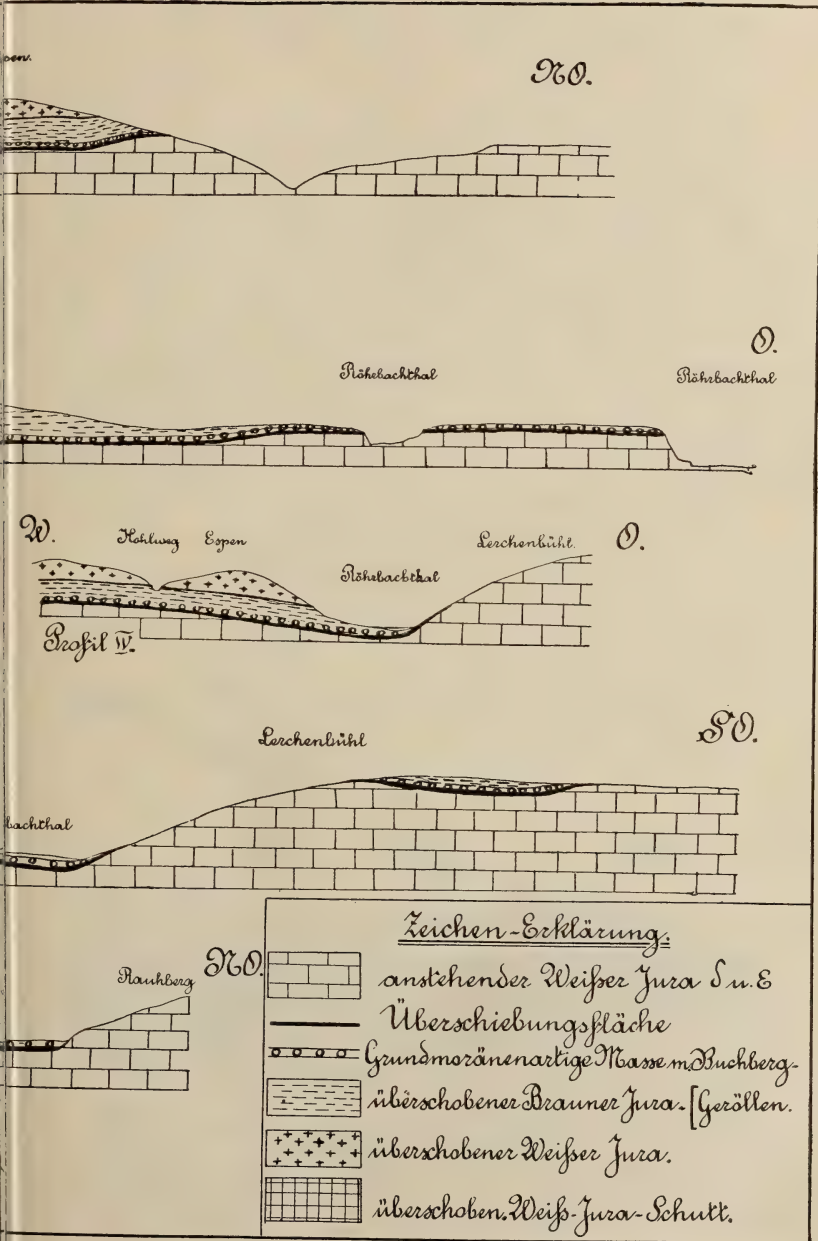 NO.
O.
Röhrbachthal
Röhrbachthal
W.
Hohlweg
Espen
Röhrbachthal
Lerchenbühl.
O.
Profil IV.
Lerchenbühl
SO.
bachthal
Rauhberg
NO.
Zeichen-Erklärung.
anstehender Weißer Jura δ u. ε
Überschiebungsfläche
Grundmoränenartige Masse m. Buchberg-
überschobener Brauner Jura. [Geröllen.
überschobener Weißer Jura.
überschoben. Weiß-Jura-Schutt.